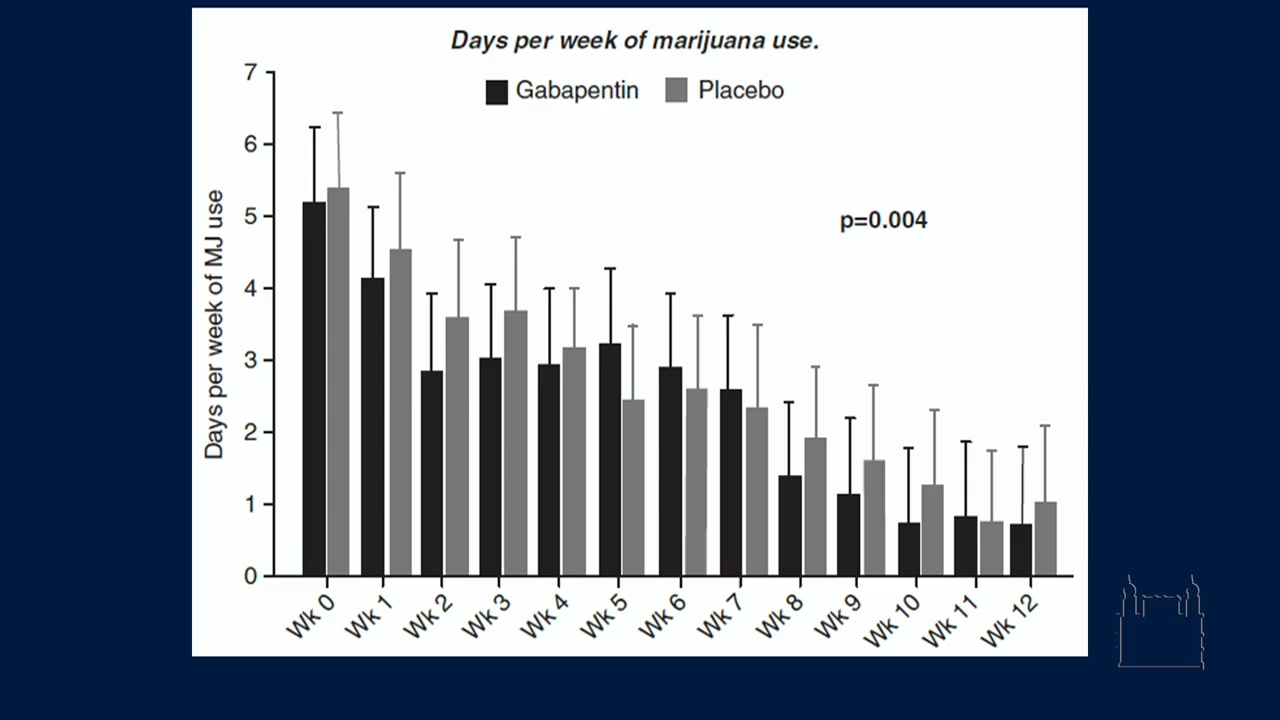 Days per week of marijuana use.
Gabapentin Placebo
p=0.004
Days per week of MJ use
7
6
5
4
3
2
1
0
Wk 0 Wk 1 Wk 2 Wk 3 Wk 4 Wk 5 Wk 6 Wk 7 Wk 8 Wk 9 Wk 10 Wk 11 Wk 12